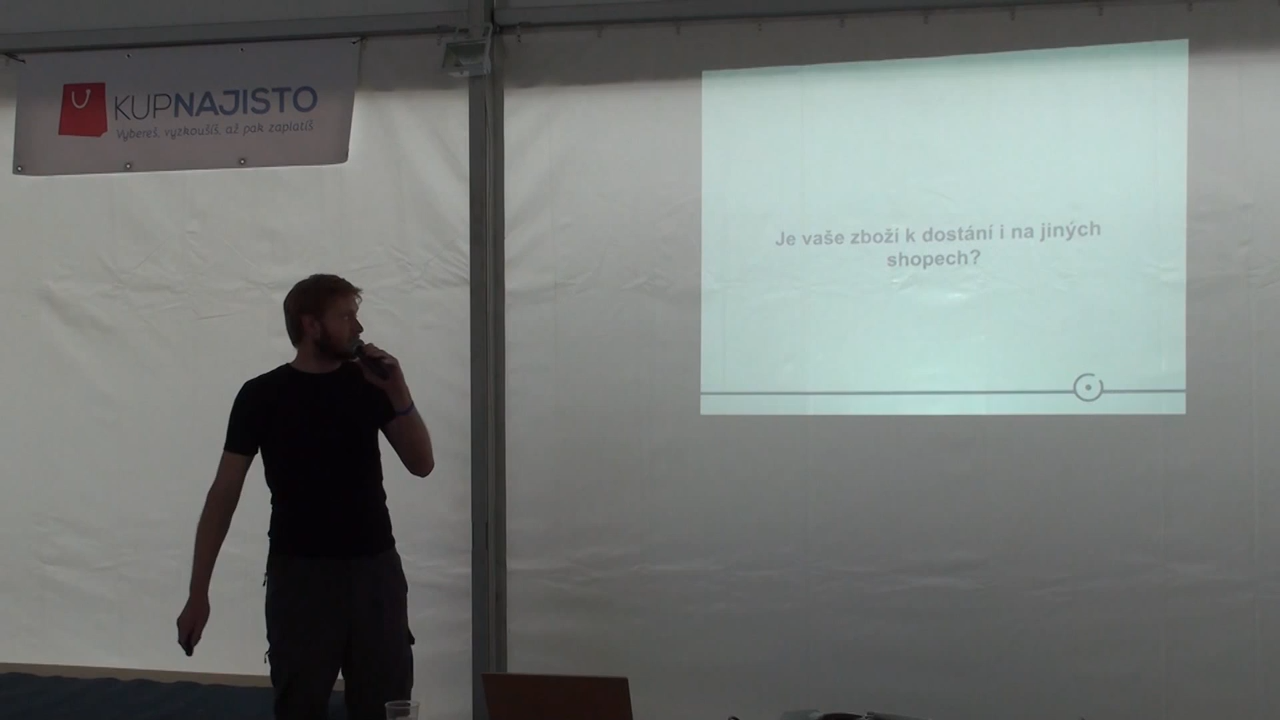 KUPNAJISTO
Vybereš, vyzkoušíš, až pak zaplatíš
Je vaše zboží k dostání i na jiných
shopech?